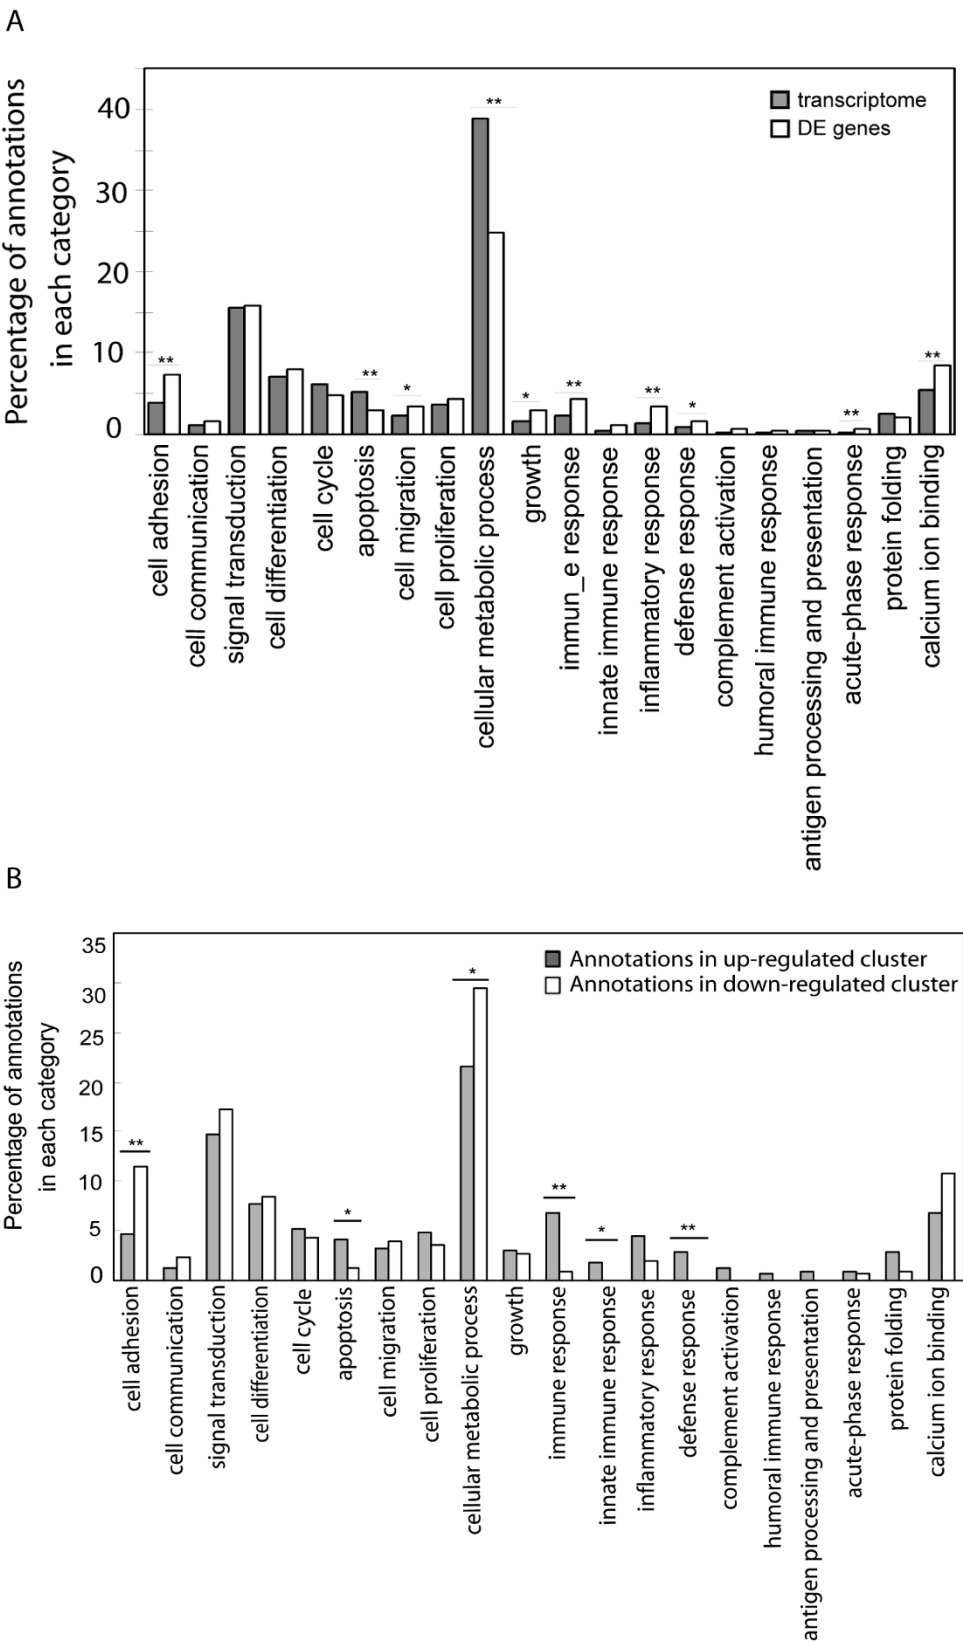 A
Percentage of annotations
in each category
40
30
20
10
0
transcriptome
DE genes
**
**
*
**
*
**
**
*
**
**
cell adhesion
cell communication
signal transduction
cell differentiation
cell cycle
apoptosis
cell migration
cell proliferation
cellular metabolic process
growth
immun_e response
innate immune response
inflammatory response
defense response
complement activation
humoral immune response
antigen processing and presentation
acute-phase response
protein folding
calcium ion binding
B
Percentage of annotations
in each category
35
30
25
20
15
10
5
0
Annotations in up-regulated cluster
Annotations in down-regulated cluster
**
*
*
**
*
**
cell adhesion
cell communication
signal transduction
cell differentiation
cell cycle
apoptosis
cell migration
cell proliferation
cellular metabolic process
growth
immune response
innate immune response
inflammatory response
defense response
complement activation
humoral immune response
antigen processing and presentation
acute-phase response
protein folding
calcium ion binding